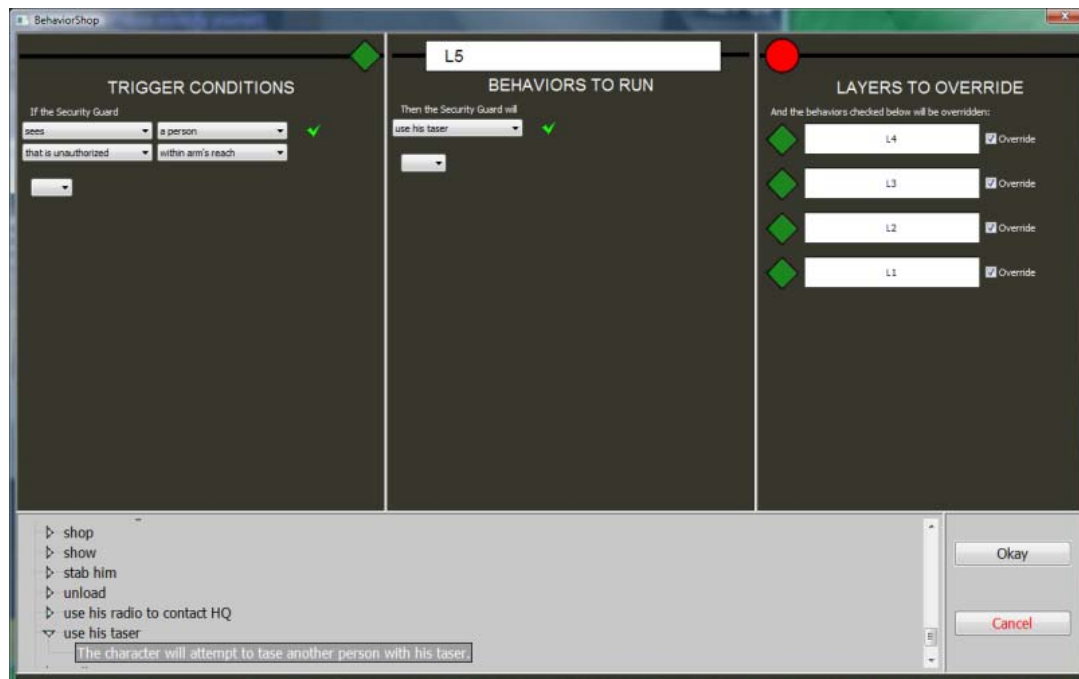 BehaviorShop
L5
TRIGGER CONDITIONS
If the Security Guard
sees
a person
that is unauthorized
within arm's reach
BEHAVIORS TO RUN
Then the Security Guard will
use his taser
LAYERS TO OVERRIDE
And the behaviors checked below will be overridden:
L4
Override
L3
Override
L2
Override
L1
Override
shop
show
stab him
unload
use his radio to contact HQ
use his taser
The character will attempt to tase another person with his taser.
Okay
Cancel